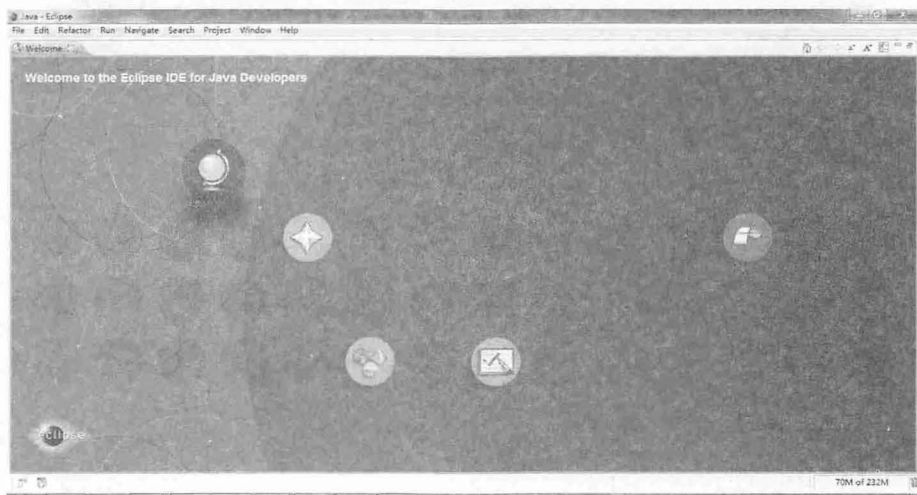 Java - Eclipse
File Edit Refactor Run Navigate Search Project Window Help
Welcome
Welcome to the Eclipse IDE for Java Developers
eclipse
70M of 232M